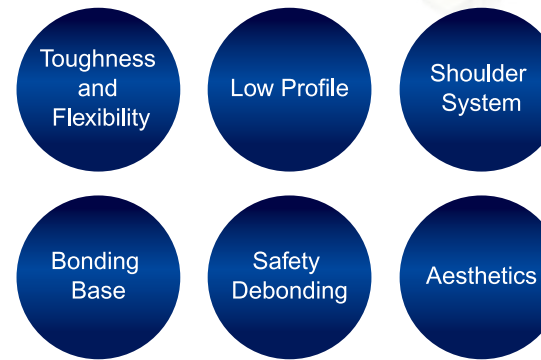 Toughness
and
Flexibility
Low Profile
Shoulder
System
Bonding
Base
Safety
Debonding
Aesthetics